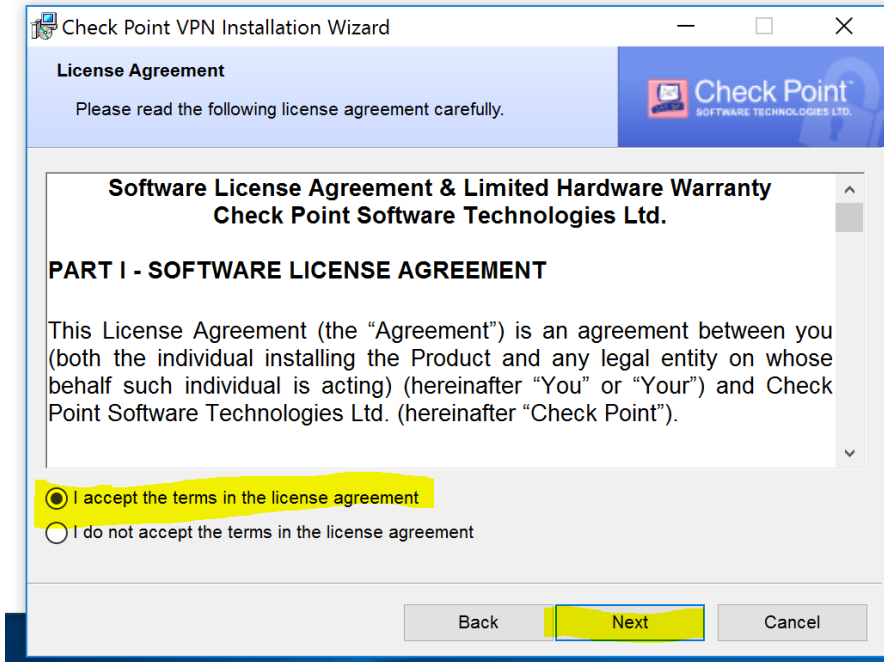 Check Point VPN Installation Wizard
License Agreement
Please read the following license agreement carefully.
Check Point™
SOFTWARE TECHNOLOGIES LTD.
Software License Agreement & Limited Hardware Warranty
Check Point Software Technologies Ltd.
PART I - SOFTWARE LICENSE AGREEMENT
This License Agreement (the “Agreement”) is an agreement between you
(both the individual installing the Product and any legal entity on whose
behalf such individual is acting) (hereinafter “You” or “Your”) and Check
Point Software Technologies Ltd. (hereinafter “Check Point”).
I accept the terms in the license agreement
I do not accept the terms in the license agreement
Back Next Cancel